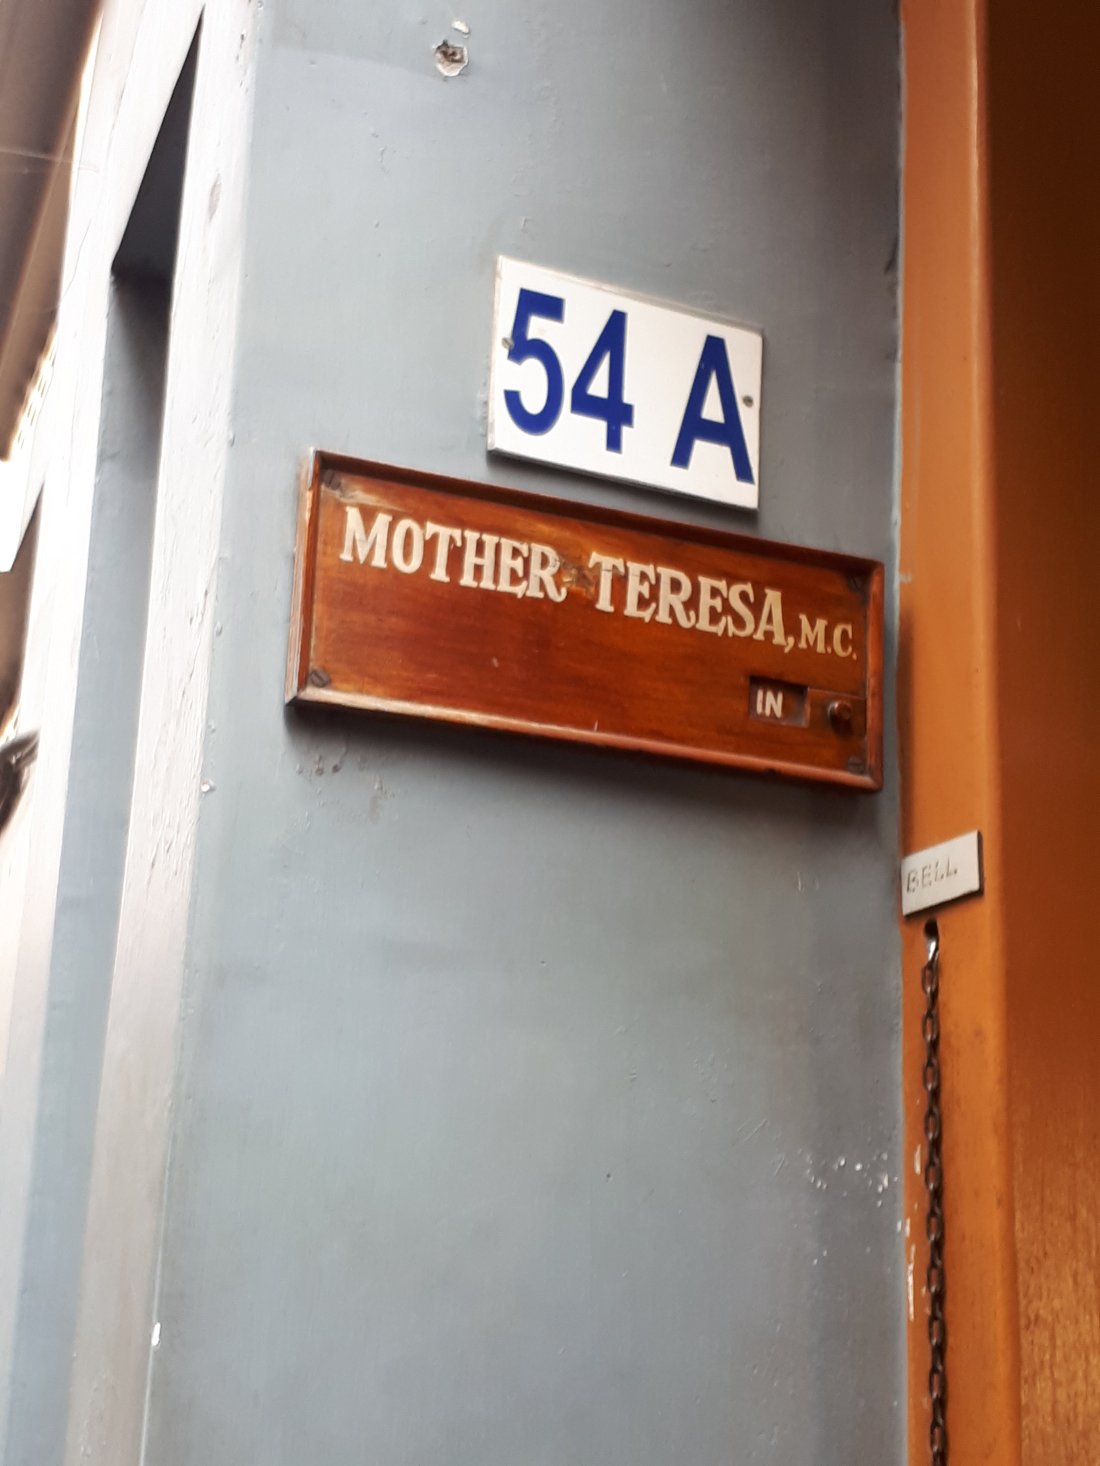 54 A
MOTHER TERESA, M.C.
IN
BELL